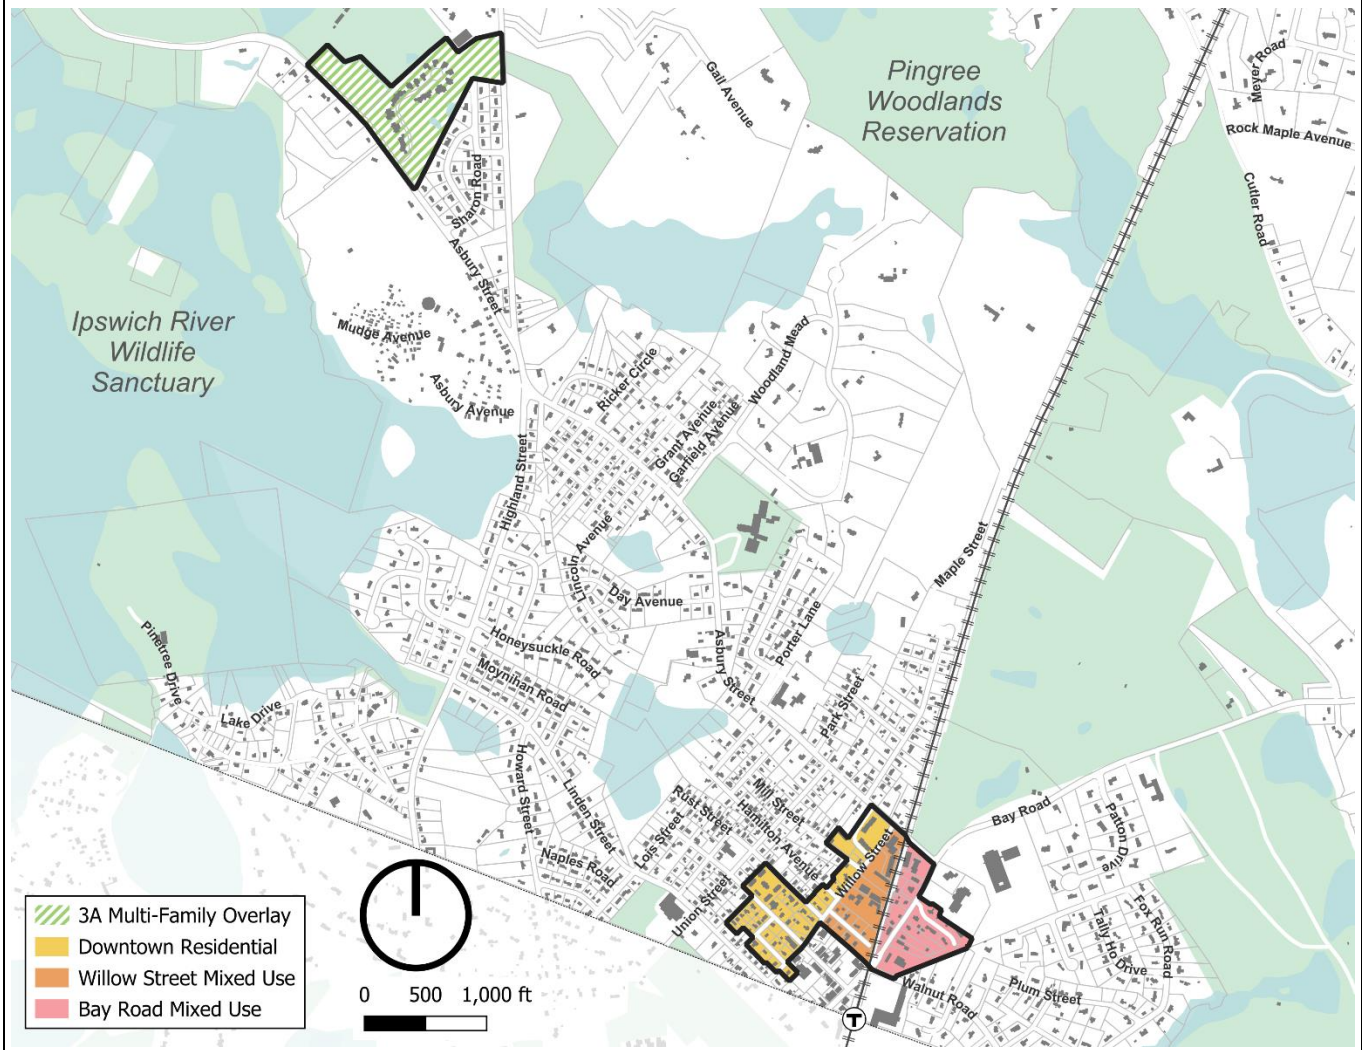 Gail Avenue
Pingree
Woodlands
Reservation
Meyer Road
Rock Maple Avenue
Cutler Road
Sharon Road
Asbury Street
Ipswich River
Wildlife
Sanctuary
Mudge Avenue
Asbury Avenue
Ricker Circle
Woodland Mead
Grant Avenue
Garfield Avenue
Highland Street
Lincoln Avenue
Day Avenue
Maple Street
Porter Lane
Honeysuckle Road
Moynihan Road
Asbury Street
Park Street
Pinetree Drive
Lake Drive
Howard Street
Linden Street
Rust Street
Mill Street
Hamilton Avenue
Lois Street
Naples Road
Union Street
Willow Street
Bay Road
Patton Drive
Fox Run Road
Tally Ho Drive
Plum Street
Walnut Road
T
3A Multi-Family Overlay
Downtown Residential
Willow Street Mixed Use
Bay Road Mixed Use
0 500 1,000 ft